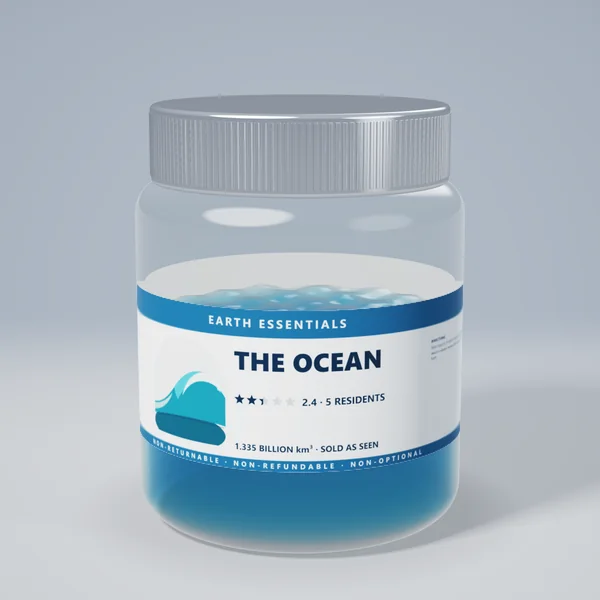 EARTH ESSENTIALS
THE OCEAN
2.4 · 5 RESIDENTS
1.335 BILLION km³ · SOLD AS SEEN
NON-RETURNABLE · NON-REFUNDABLE · NON-OPTIONAL